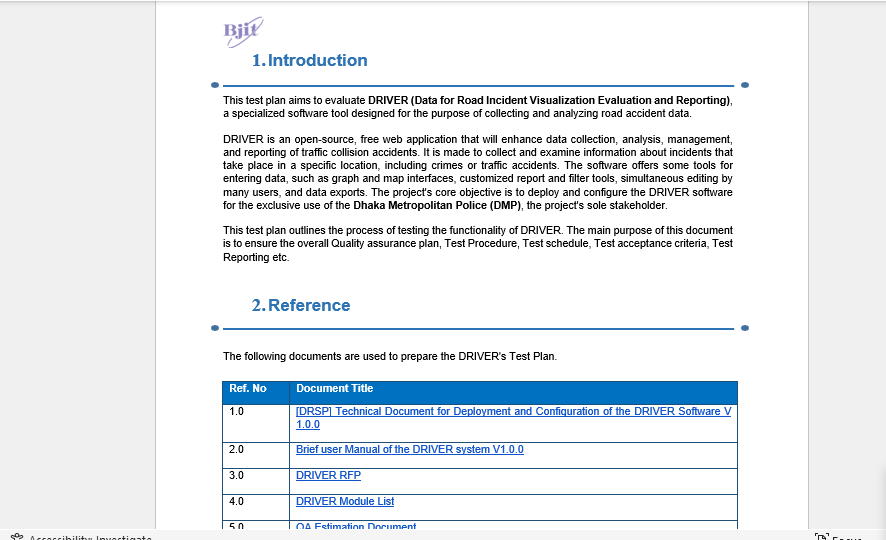 Bjit
1. Introduction
This test plan aims to evaluate DRIVER (Data for Road Incident Visualization Evaluation and Reporting),
a specialized software tool designed for the purpose of collecting and analyzing road accident data.
DRIVER is an open-source, free web application that will enhance data collection, analysis, management,
and reporting of traffic collision accidents. It is made to collect and examine information about incidents that
take place in a specific location, including crimes or traffic accidents. The software offers some tools for
entering data, such as graph and map interfaces, customized report and filter tools, simultaneous editing by
many users, and data exports. The project's core objective is to deploy and configure the DRIVER software
for the exclusive use of the Dhaka Metropolitan Police (DMP), the project's sole stakeholder.
This test plan outlines the process of testing the functionality of DRIVER. The main purpose of this document
is to ensure the overall Quality assurance plan, Test Procedure, Test schedule, Test acceptance criteria, Test
Reporting etc.
2. Reference
The following documents are used to prepare the DRIVER's Test Plan.
Ref. No Document Title
1.0 [DRSP] Technical Document for Deployment and Configuration of the DRIVER Software V
1.0.0
2.0 Brief user Manual of the DRIVER system V1.0.0
3.0 DRIVER RFP
4.0 DRIVER Module List
5.0 QA Estimation Document
Accessibility: Investigate Focus